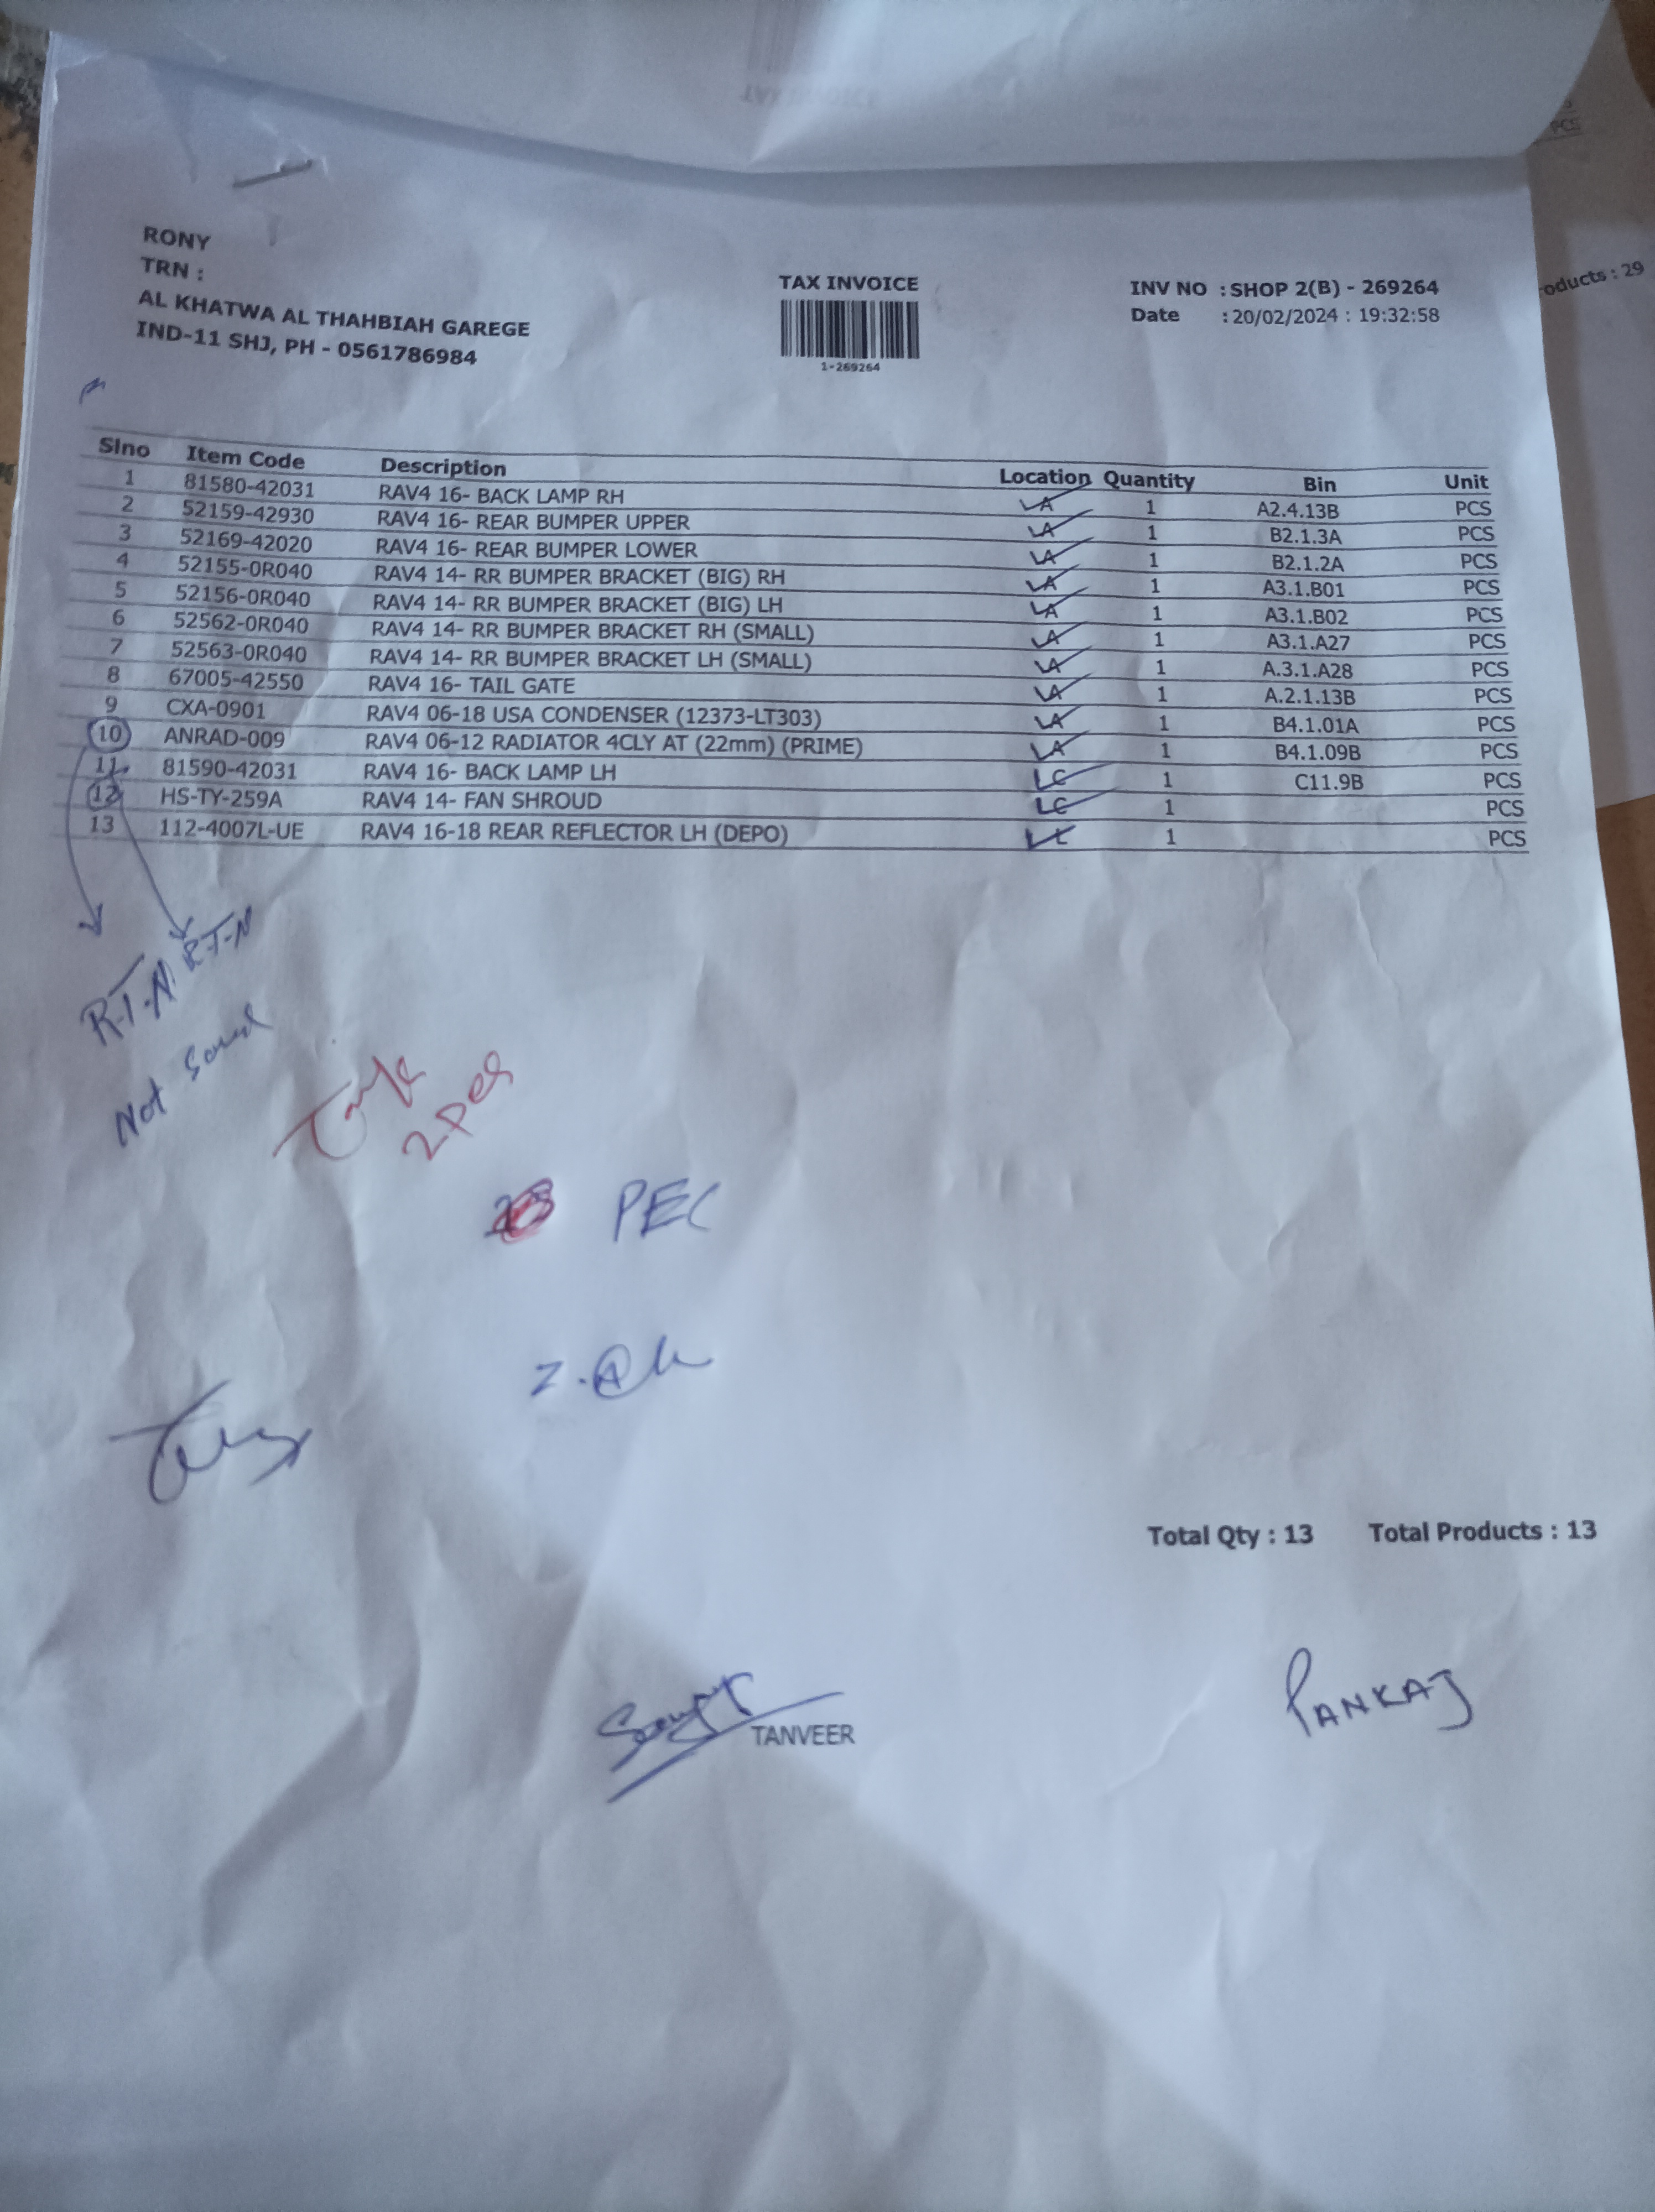 RONY
TRN :
AL KHATWA AL THAHBIAH GAREGE
IND-11 SHJ, PH - 0561786984
TAX INVOICE
1-269264
INV NO : SHOP 2(B) - 269264
Date : 20/02/2024 : 19:32:58
oducts : 29
PCS
Slno Item Code Description Location Quantity Bin Unit
1 81580-42031 RAV4 16- BACK LAMP RH LA 1 A2.4.13B PCS
2 52159-42930 RAV4 16- REAR BUMPER UPPER LA 1 B2.1.3A PCS
3 52169-42020 RAV4 16- REAR BUMPER LOWER LA 1 B2.1.2A PCS
4 52155-0R040 RAV4 14- RR BUMPER BRACKET (BIG) RH LA 1 A3.1.B01 PCS
5 52156-0R040 RAV4 14- RR BUMPER BRACKET (BIG) LH LA 1 A3.1.B02 PCS
6 52562-0R040 RAV4 14- RR BUMPER BRACKET RH (SMALL) LA 1 A3.1.A27 PCS
7 52563-0R040 RAV4 14- RR BUMPER BRACKET LH (SMALL) LA 1 A.3.1.A28 PCS
8 67005-42550 RAV4 16- TAIL GATE LA 1 A.2.1.13B PCS
9 CXA-0901 RAV4 06-18 USA CONDENSER (12373-LT303) LA 1 B4.1.01A PCS
10 ANRAD-009 RAV4 06-12 RADIATOR 4CLY AT (22mm) (PRIME) LA 1 B4.1.09B PCS
11 81590-42031 RAV4 16- BACK LAMP LH LC 1 C11.9B PCS
12 HS-TY-259A RAV4 14- FAN SHROUD LC 1 PCS
13 112-4007L-UE RAV4 16-18 REAR REFLECTOR LH (DEPO) 1 PCS
R.T.N R-T-N
Not
2 Pes
PEC
Total Qty : 13 Total Products : 13
TANVEER
PANKAJ